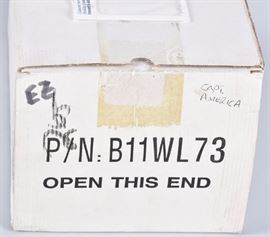 EZ
CAPT
AMERICA
P/N: B11WL73
OPEN THIS END